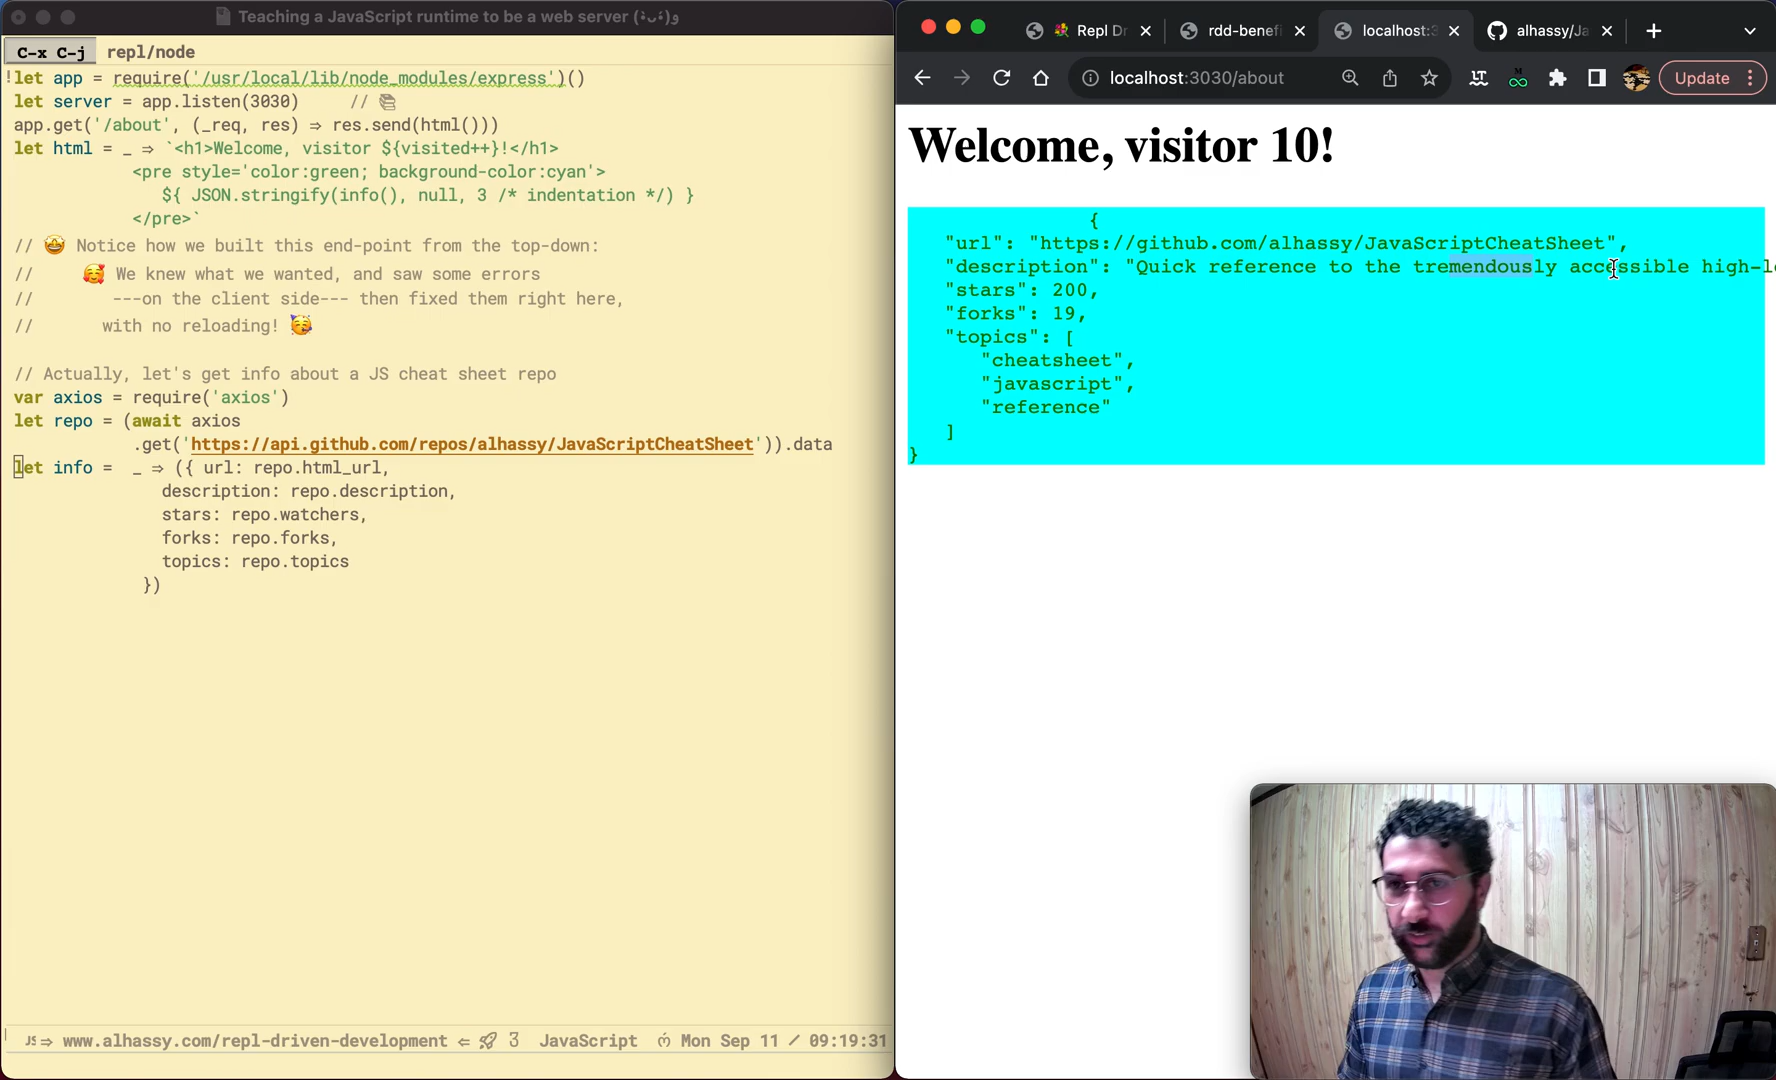 Teaching a JavaScript runtime to be a web server (•̀ᴗ•́)و
C-x C-j repl/node
!let app = require('/usr/local/lib/node_modules/express')()
let server = app.listen(3030) // 📚
app.get('/about', (_req, res) ⇒ res.send(html()))
let html = _ ⇒ `<h1>Welcome, visitor ${visited++}!</h1>
<pre style='color:green; background-color:cyan'>
${ JSON.stringify(info(), null, 3 /* indentation */) }
</pre>`
// 🤩 Notice how we built this end-point from the top-down:
// 🥰 We knew what we wanted, and saw some errors
// ---on the client side--- then fixed them right here,
// with no reloading! 🥳
// Actually, let's get info about a JS cheat sheet repo
var axios = require('axios')
let repo = (await axios
.get('https://api.github.com/repos/alhassy/JavaScriptCheatSheet')).data
let info = _ ⇒ ({ url: repo.html_url,
description: repo.description,
stars: repo.watchers,
forks: repo.forks,
topics: repo.topics
})
JS⇒ www.alhassy.com/repl-driven-development ⇐ 🚀 3 JavaScript Mon Sep 11 / 09:19:31
Repl Dr
rdd-benefi
localhost:3
alhassy/Ja
localhost:3030/about
Update
Welcome, visitor 10!
{
"url": "https://github.com/alhassy/JavaScriptCheatSheet",
"description": "Quick reference to the tremendously accessible high-l
"stars": 200,
"forks": 19,
"topics": [
"cheatsheet",
"javascript",
"reference"
]
}